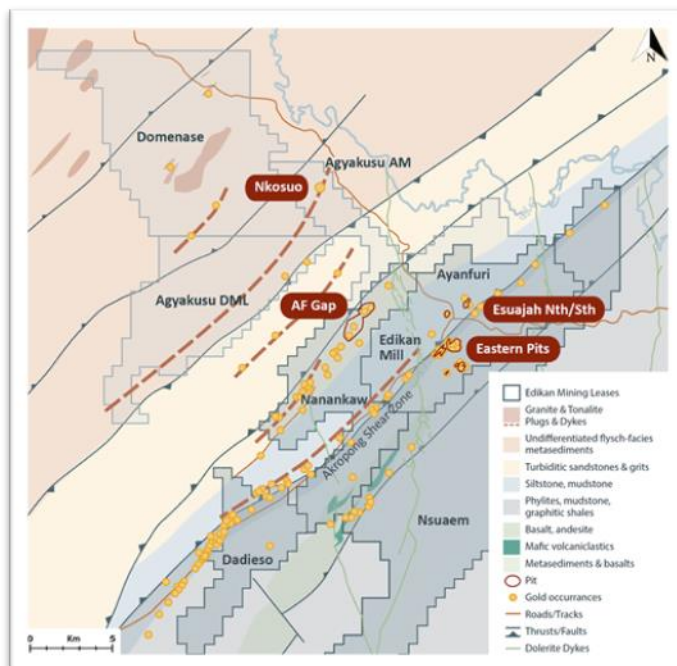 N
Domenase
Agyakusu AM
Nkosuo
Agyakusu DML
AF Gap
Ayanfuri
Esuajah Nth/Sth
Edikan
Mill
Eastern Pits
Nanankaw
Akropong Shear Zone
Nsuaem
Dadieso
0 Km 5
Edikan Mining Leases
Granite & Tonalite
Plugs & Dykes
Undifferentiated flysch-facies
metasediments
Turbiditic sandstones & grits
Siltstone, mudstone
Phylites, mudstone,
graphitic shales
Basalt, andesite
Mafic volcaniclastics
Metasediments & basalts
Pit
Gold occurrances
Roads/Tracks
Thrusts/Faults
Dolerite Dykes